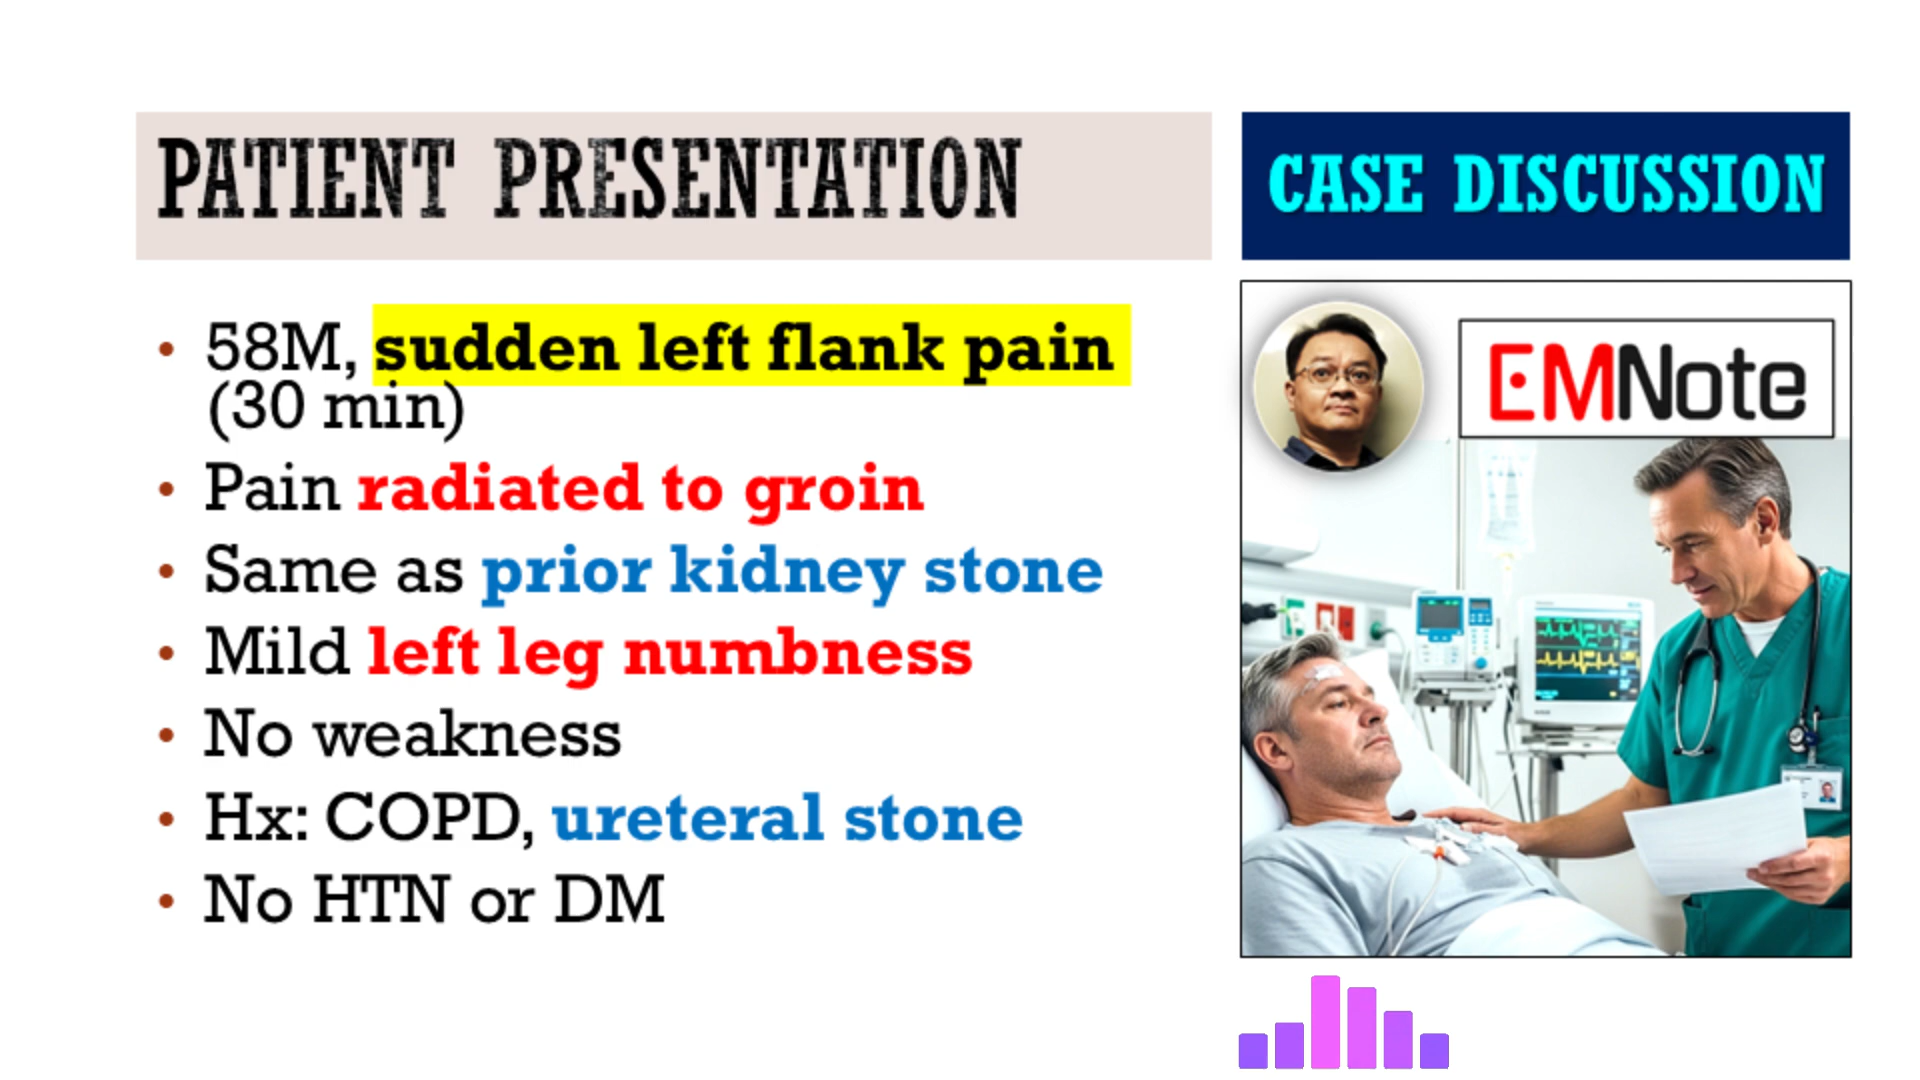 PATIENT PRESENTATION
CASE DISCUSSION
• 58M, sudden left flank pain
(30 min)
• Pain radiated to groin
• Same as prior kidney stone
• Mild left leg numbness
• No weakness
• Hx: COPD, ureteral stone
• No HTN or DM
EMNote